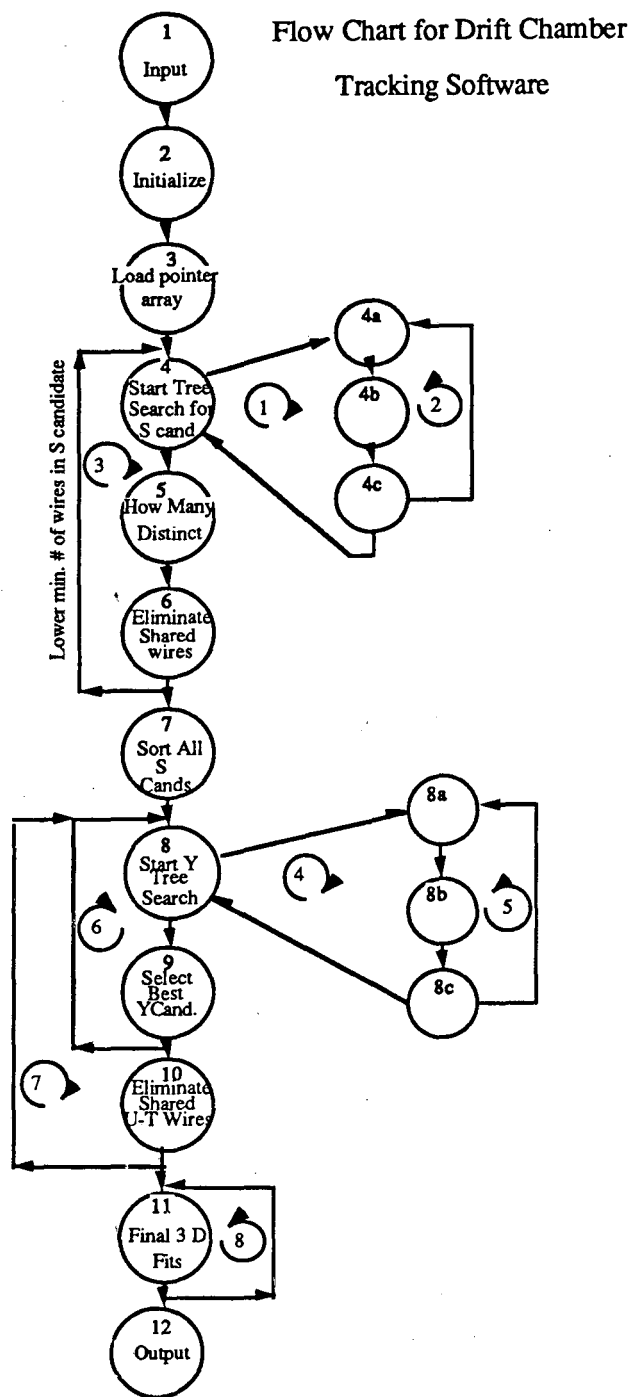 Flow Chart for Drift Chamber
Tracking Software
1
Input
2
Initialize
3
Load pointer
array
4
Start Tree
Search for
S cand
4a
4b
4c
1
2
3
Lower min. # of wires in S candidate
5
How Many
Distinct
6
Eliminate
Shared
wires
7
Sort All
S
Cands
8
Start Y
Tree
Search
8a
8b
8c
4
5
6
9
Select
Best
YCand.
7
10
Eliminate
Shared
U-T Wires
11
Final 3 D
Fits
8
12
Output